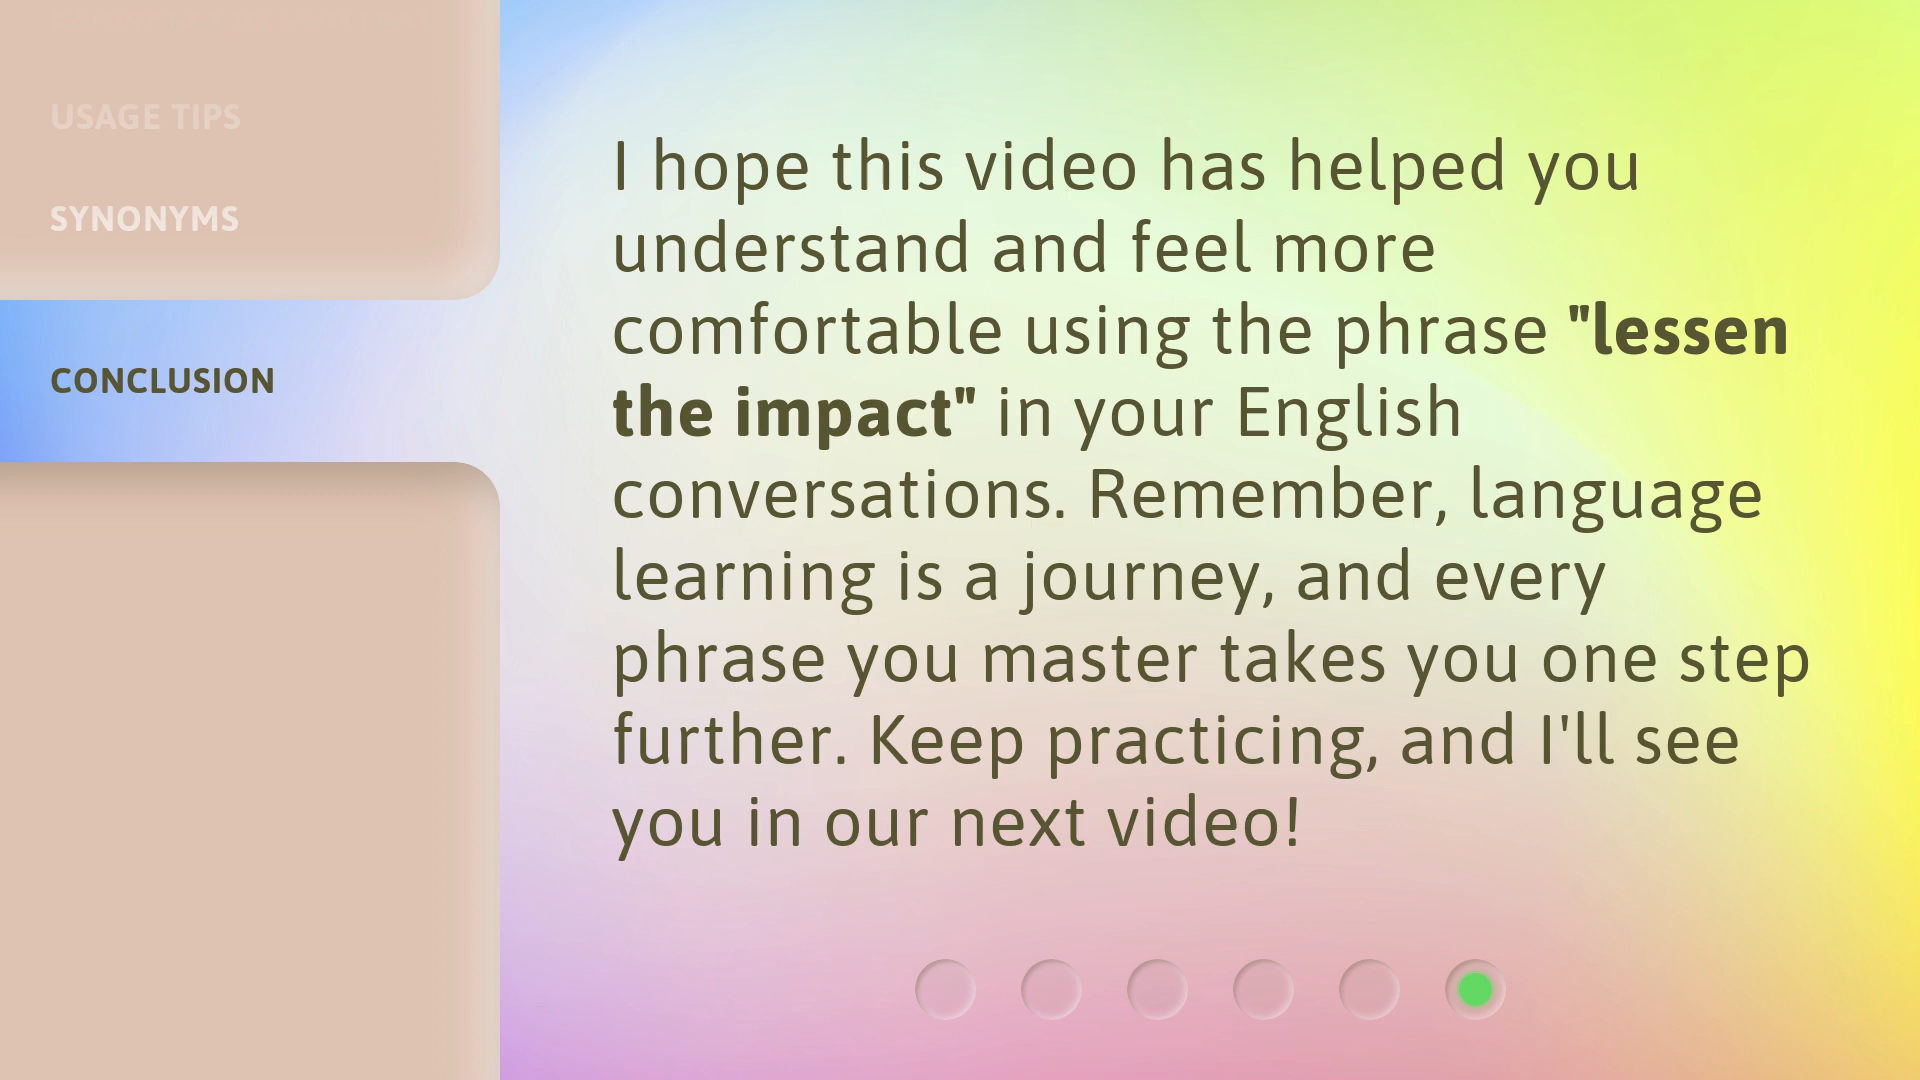 USAGE TIPS
SYNONYMS
CONCLUSION
I hope this video has helped you
understand and feel more
comfortable using the phrase "lessen
the impact" in your English
conversations. Remember, language
learning is a journey, and every
phrase you master takes you one step
further. Keep practicing, and I'll see
you in our next video!